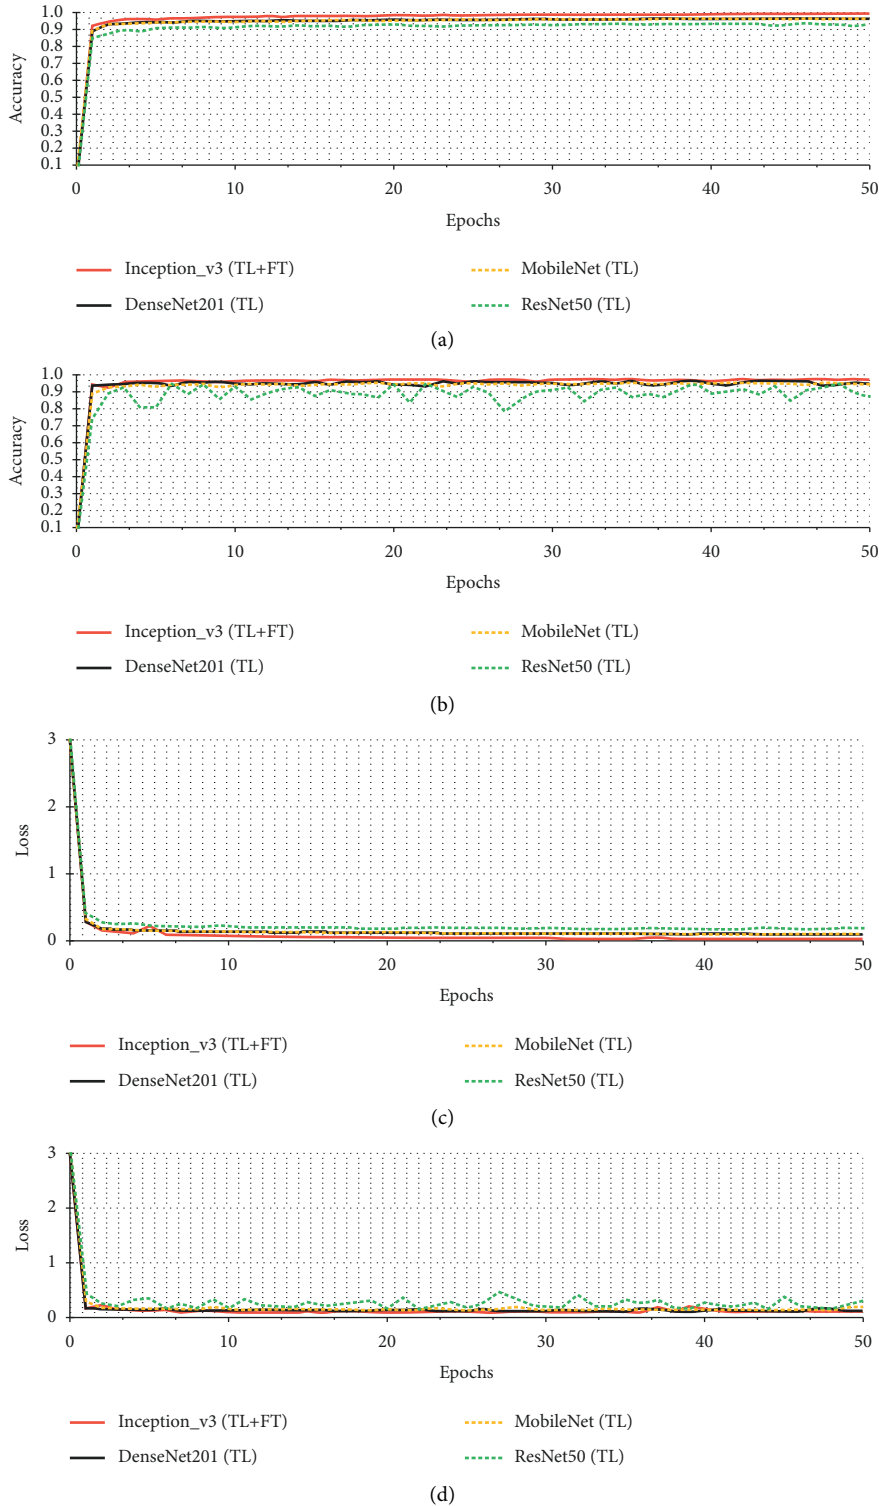 1.0
0.9
0.8
0.7
0.9
0.5
0.4
0.3
0.2
0.1
Accuracy
0 10 20 30 40 50
Epochs
Inception_v3 (TL+FT) MobileNet (TL)
DenseNet201 (TL) ResNet50 (TL)
(a)
1.0
0.9
0.8
0.7
0.9
0.5
0.4
0.3
0.2
0.1
Accuracy
0 10 20 30 40 50
Epochs
Inception_v3 (TL+FT) MobileNet (TL)
DenseNet201 (TL) ResNet50 (TL)
(b)
3
2
1
0
Loss
0 10 20 30 40 50
Epochs
Inception_v3 (TL+FT) MobileNet (TL)
DenseNet201 (TL) ResNet50 (TL)
(c)
3
2
1
0
Loss
0 10 20 30 40 50
Epochs
Inception_v3 (TL+FT) MobileNet (TL)
DenseNet201 (TL) ResNet50 (TL)
(d)